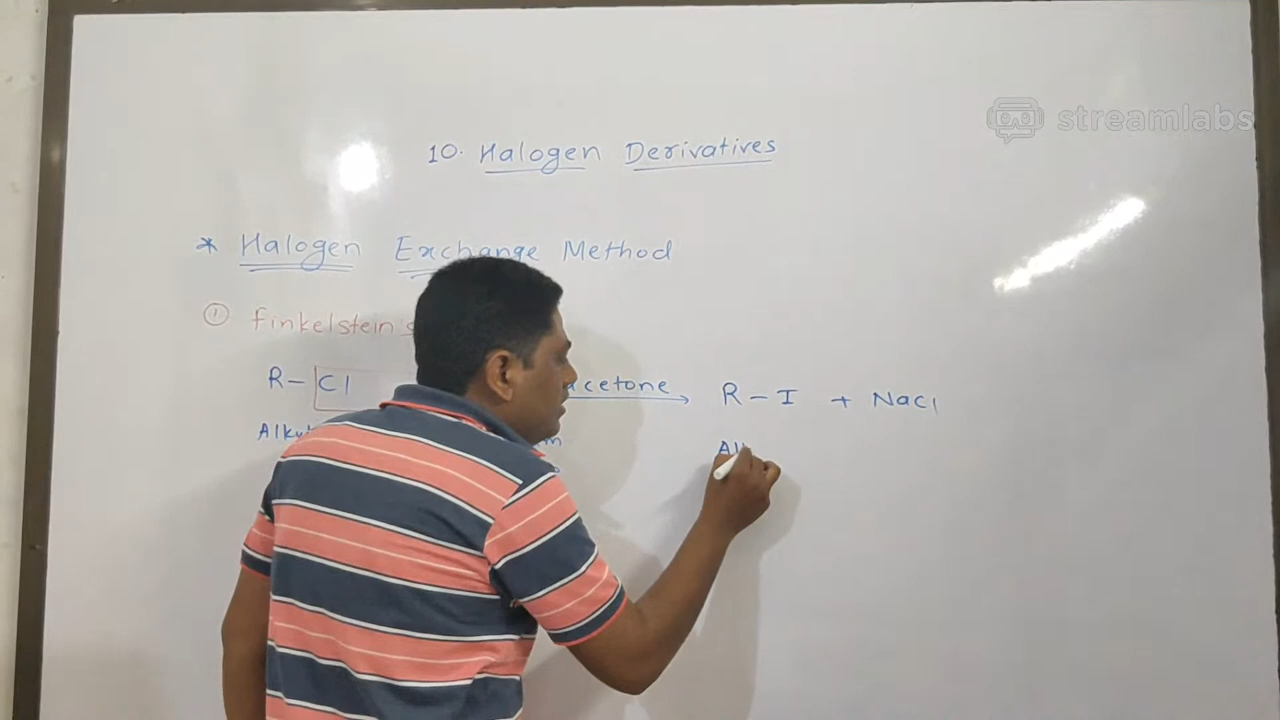 streamlabs
10. Halogen Derivatives
* Halogen Exchange Method
① Finkelstein's
R - Cl acetone R - I + NaCl